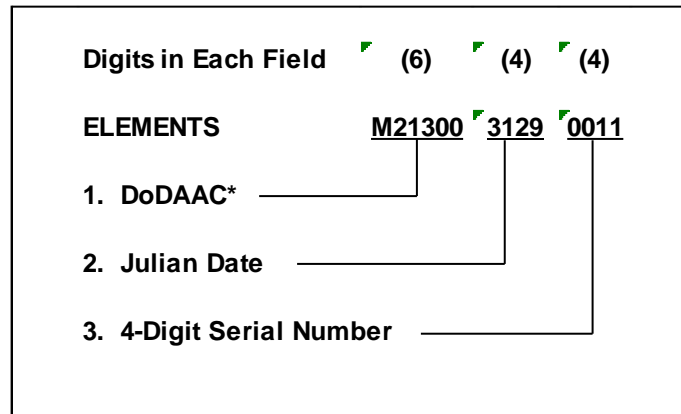 Digits in Each Field (6) (4) (4)
ELEMENTS M21300 3129 0011
1. DoDAAC*
2. Julian Date
3. 4-Digit Serial Number